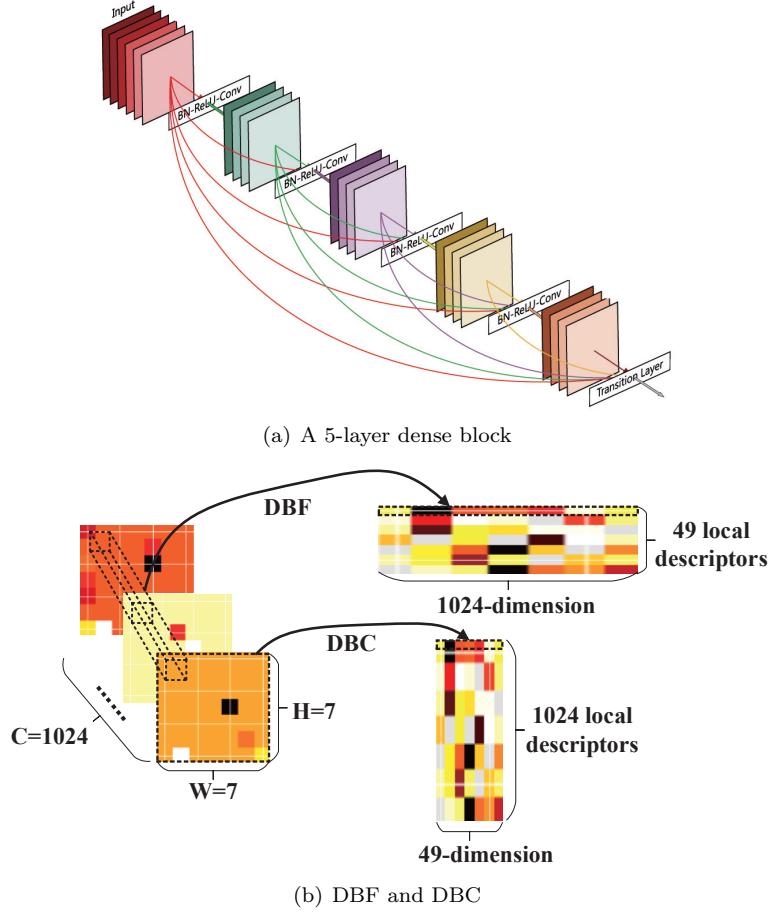 Input
BN-ReLU-Conv
BN-ReLU-Conv
BN-ReLU-Conv
BN-ReLU-Conv
Transition Layer
(a) A 5-layer dense block
DBF
49 local
descriptors
1024-dimension
DBC
H=7
C=1024
W=7
1024 local
descriptors
49-dimension
(b) DBF and DBC